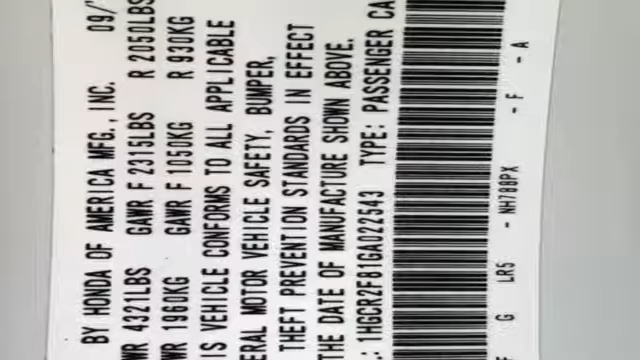 BY HONDA OF AMERICA MFG., INC. 09/
WR 4321LBS GAWR F 2315LBS R 2050LBS
WR 1960KG GAWR F 1050KG R 930KG
IS VEHICLE CONFORMS TO ALL APPLICABLE
ERAL MOTOR VEHICLE SAFETY, BUMPER,
THEFT PREVENTION STANDARDS IN EFFECT
THE DATE OF MANUFACTURE SHOWN ABOVE.
.: 1HGCR2F81GA022543 TYPE: PASSENGER CA
F G LR5 - NH788PX - F - A